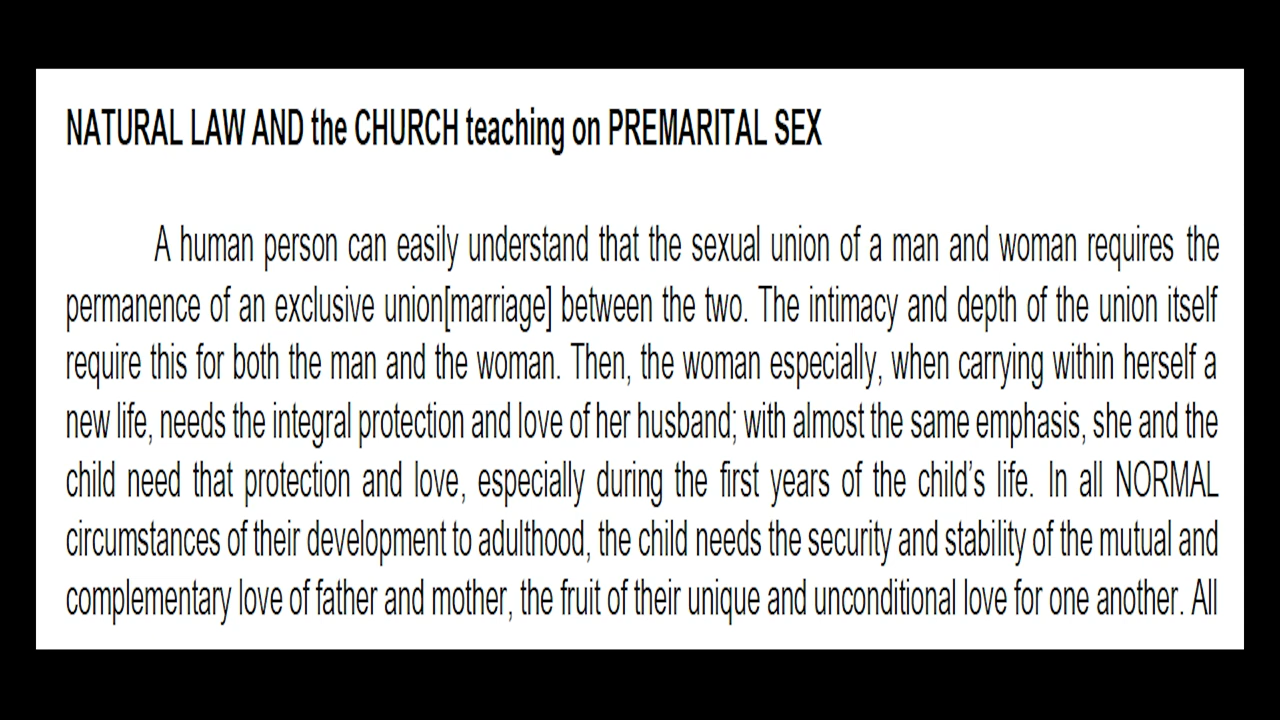 NATURAL LAW AND the CHURCH teaching on PREMARITAL SEX
A human person can easily understand that the sexual union of a man and woman requires the
permanence of an exclusive union[marriage] between the two. The intimacy and depth of the union itself
require this for both the man and the woman. Then, the woman especially, when carrying within herself a
new life, needs the integral protection and love of her husband; with almost the same emphasis, she and the
child need that protection and love, especially during the first years of the child’s life. In all NORMAL
circumstances of their development to adulthood, the child needs the security and stability of the mutual and
complementary love of father and mother, the fruit of their unique and unconditional love for one another. All